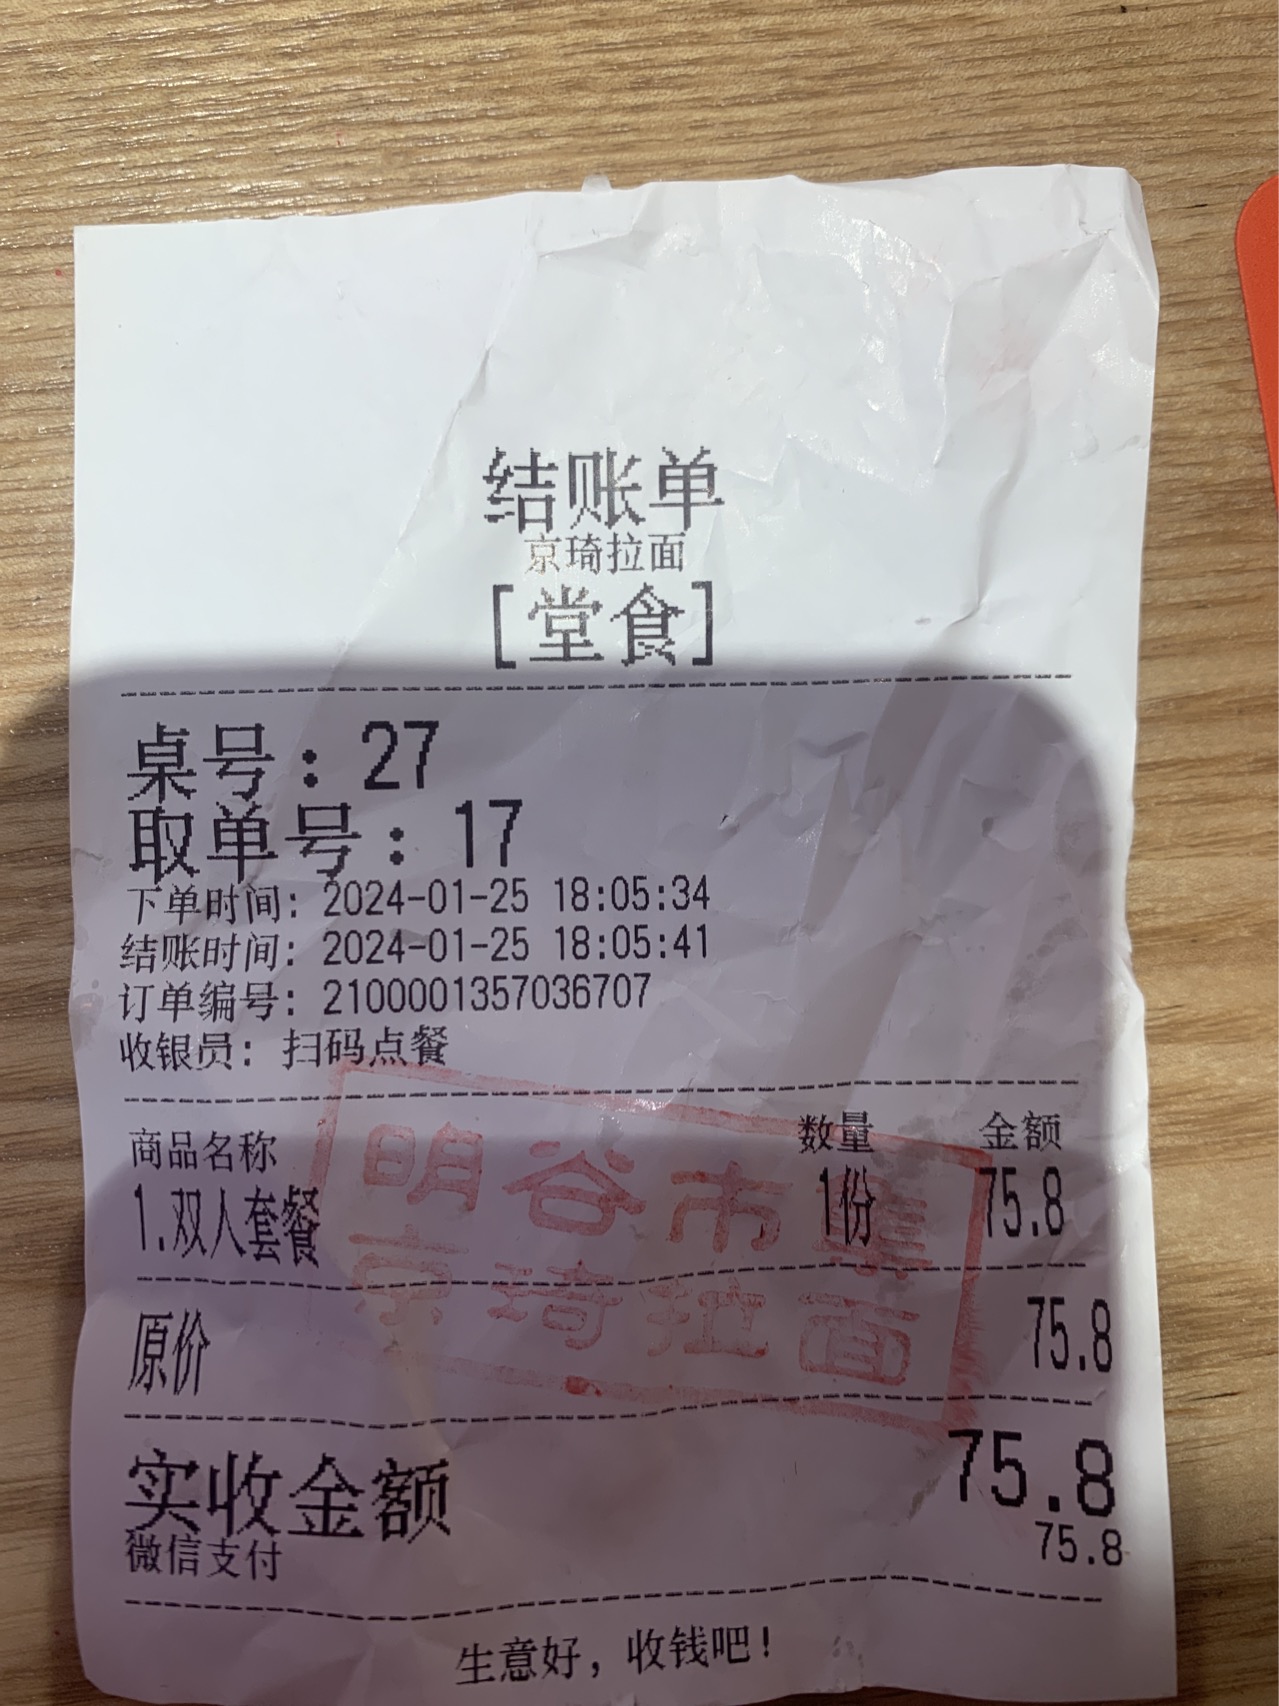 结账单
京琦拉面
[堂食]
桌号：27
取单号：17
下单时间：2024-01-25 18:05:34
结账时间：2024-01-25 18:05:41
订单编号：2100001357036707
收银员：扫码点餐
商品名称 数量 金额
1.双人套餐 1份 75.8
明谷市集
京琦拉面
原价 75.8
实收金额 75.8
微信支付 75.8
生意好，收钱吧！